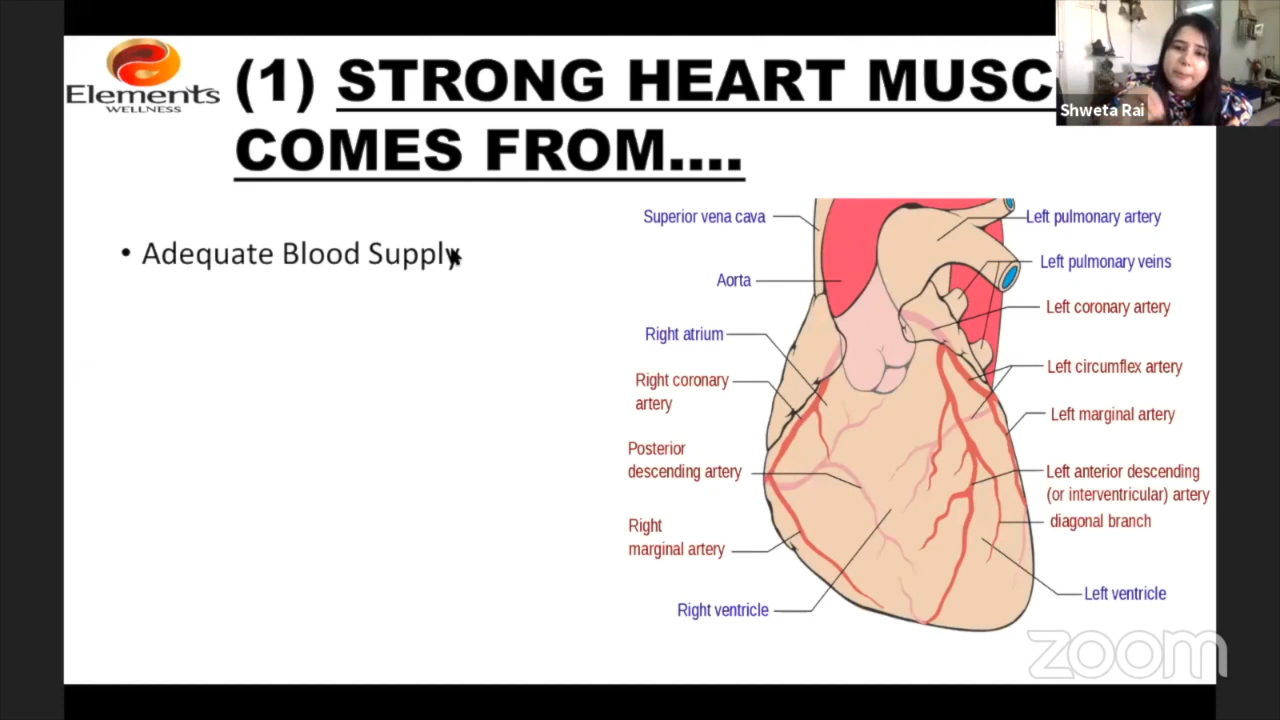 Elements
WELLNESS
(1) STRONG HEART MUSC
COMES FROM....
Shweta Rai
• Adequate Blood Supply
Superior vena cava
Aorta
Right atrium
Right coronary
artery
Posterior
descending artery
Right
marginal artery
Right ventricle
Left pulmonary artery
Left pulmonary veins
Left coronary artery
Left circumflex artery
Left marginal artery
Left anterior descending
(or interventricular) artery
diagonal branch
Left ventricle
zoom